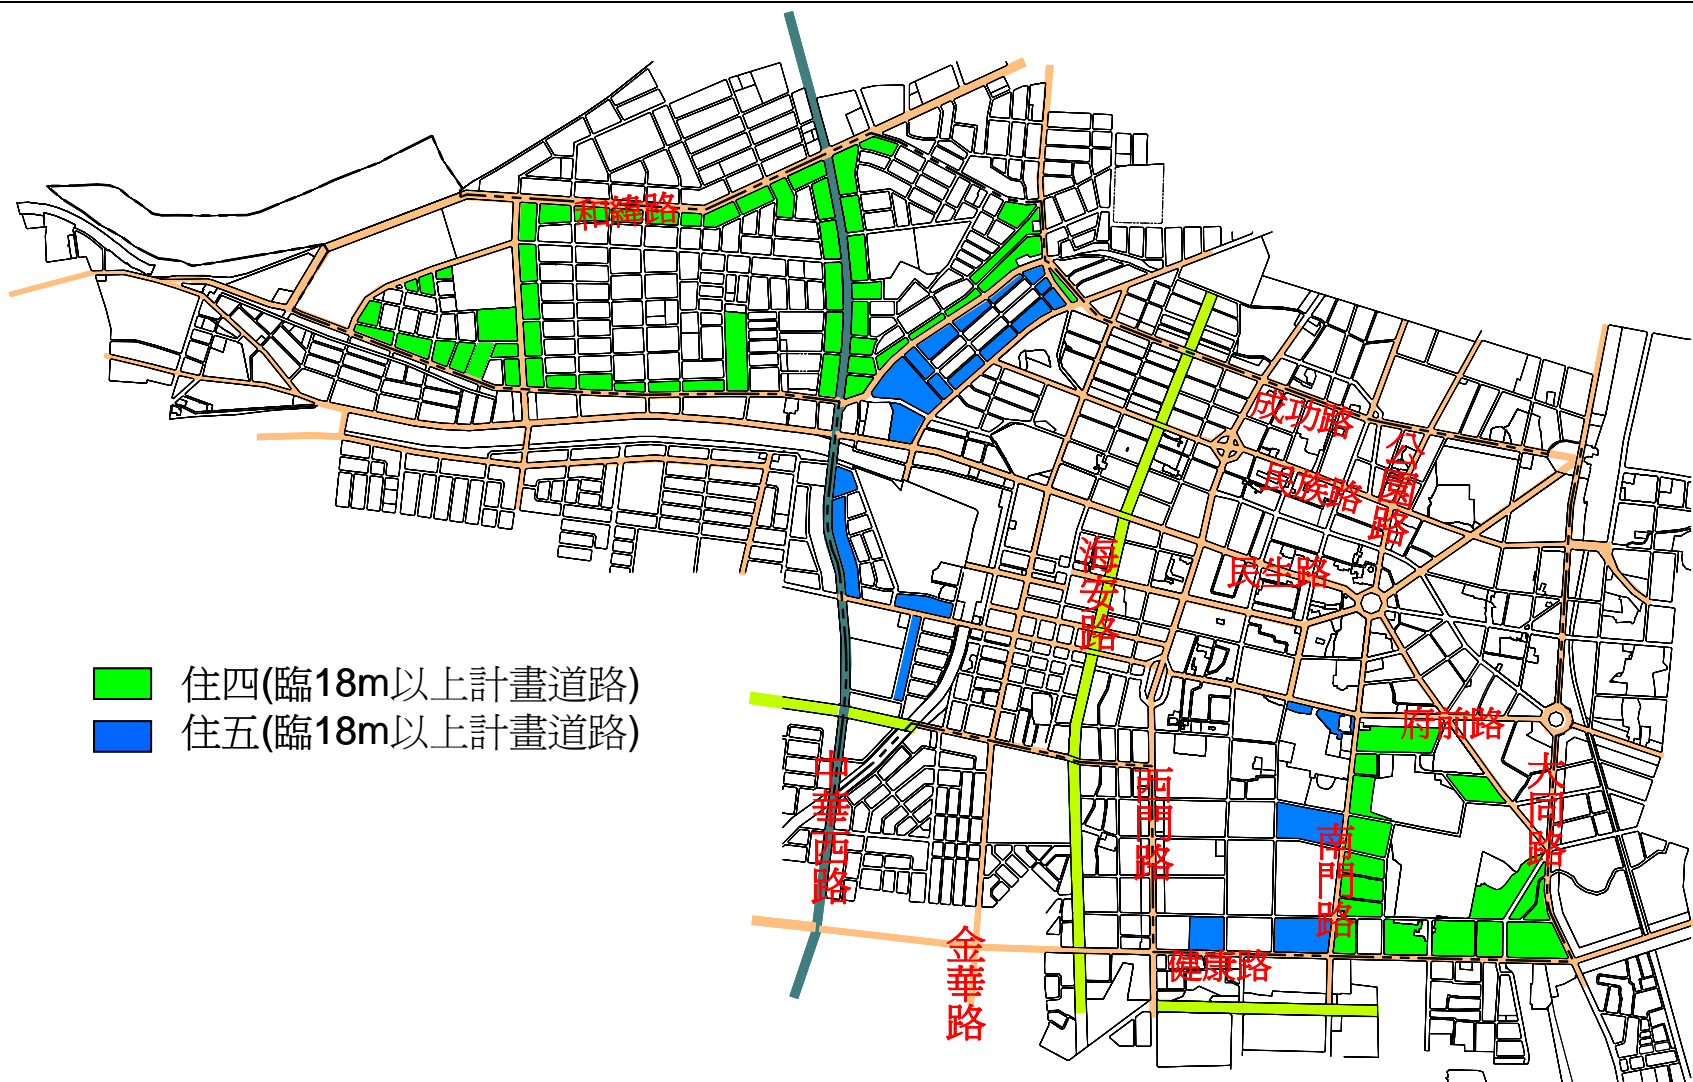 和緯路
成功路
公園路
民族路
海安路
民生路
住四(臨18m以上計畫道路)
住五(臨18m以上計畫道路)
府前路
中華西路
西門路
大同路
南門路
金華路
健康路